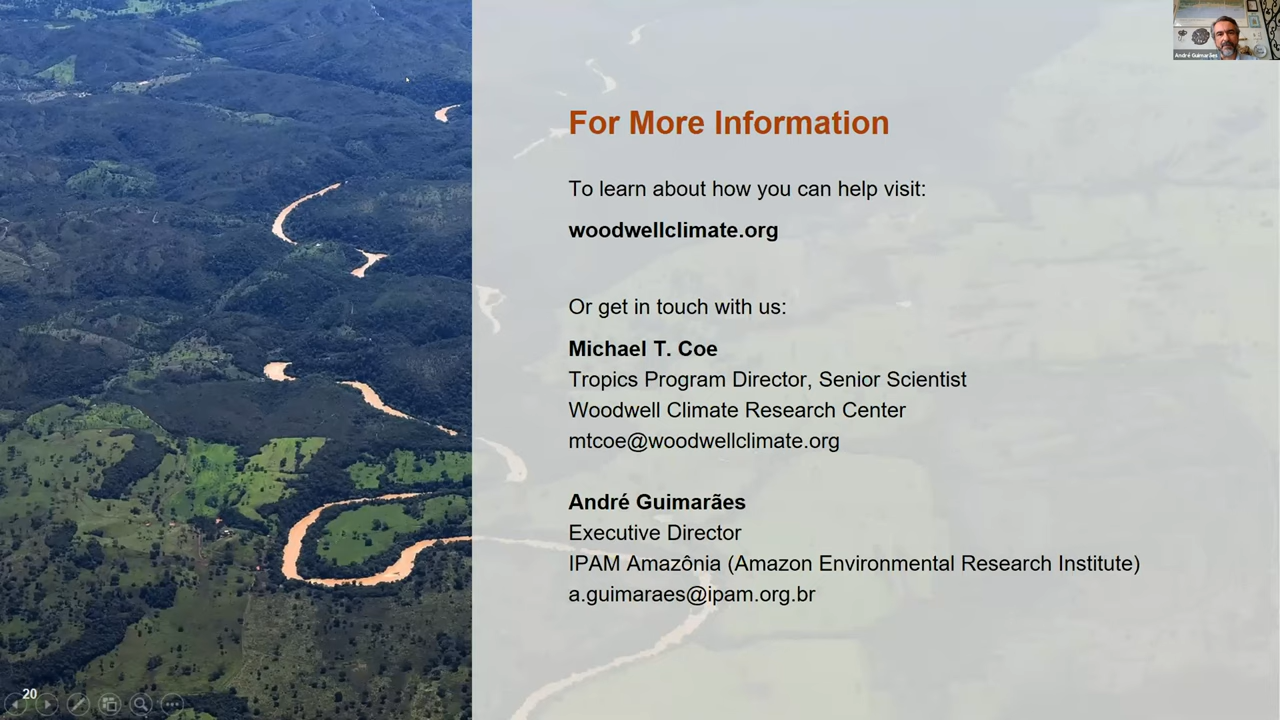 André Guimarães
For More Information
To learn about how you can help visit:
woodwellclimate.org
Or get in touch with us:
Michael T. Coe
Tropics Program Director, Senior Scientist
Woodwell Climate Research Center
mtcoe@woodwellclimate.org
André Guimarães
Executive Director
IPAM Amazônia (Amazon Environmental Research Institute)
a.guimaraes@ipam.org.br
20